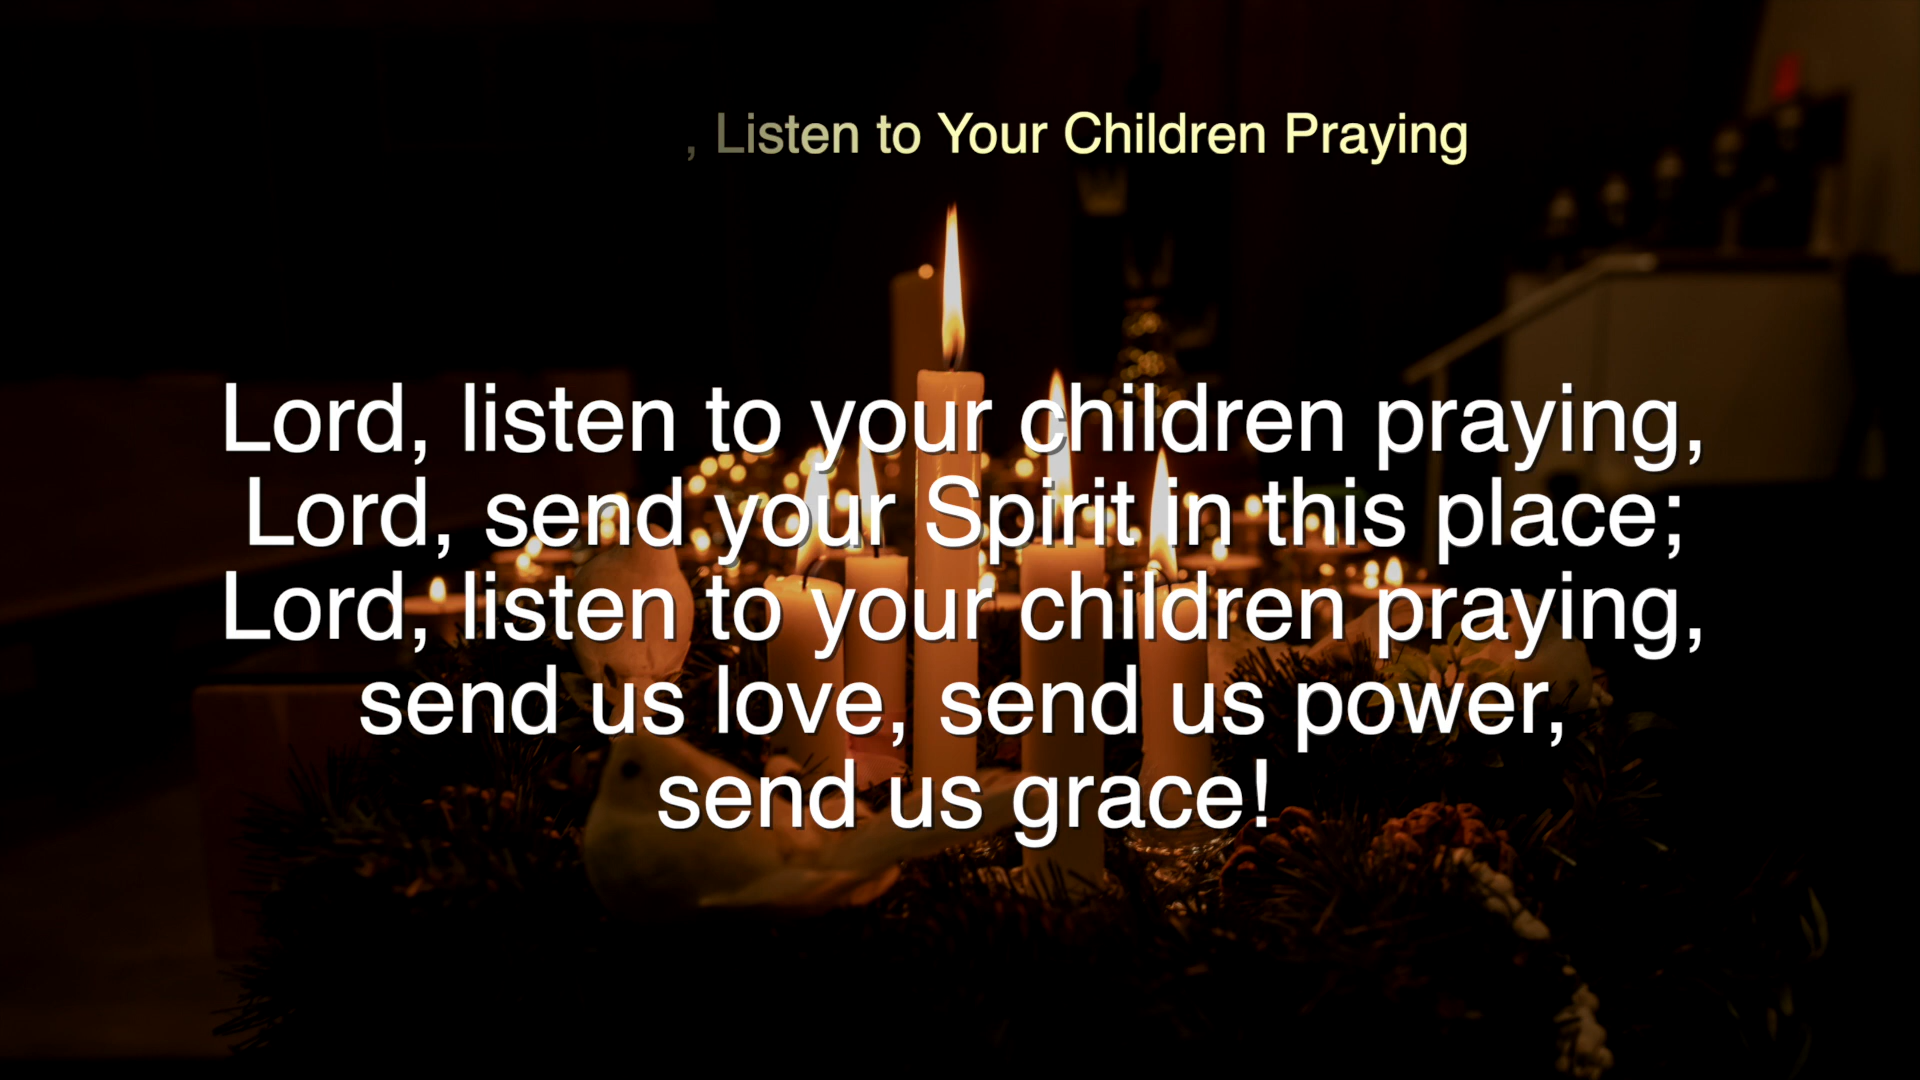 , Listen to Your Children Praying
Lord, listen to your children praying,
Lord, send your Spirit in this place;
Lord, listen to your children praying,
send us love, send us power,
send us grace!